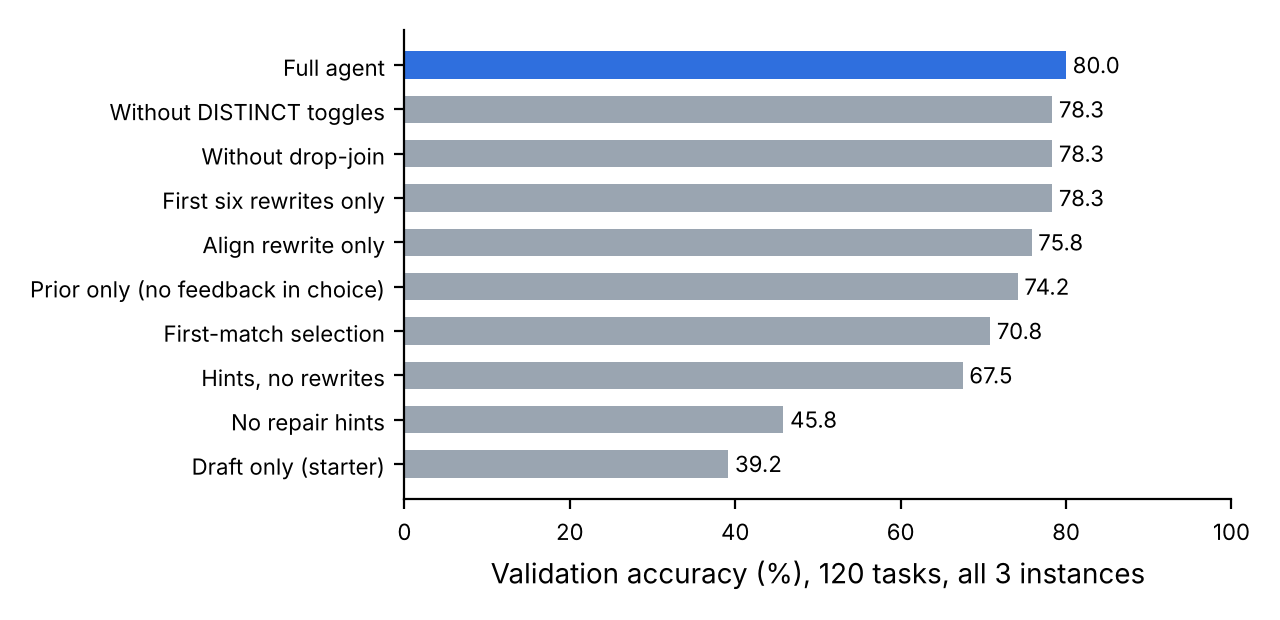 Full agent 80.0
Without DISTINCT toggles 78.3
Without drop-join 78.3
First six rewrites only 78.3
Align rewrite only 75.8
Prior only (no feedback in choice) 74.2
First-match selection 70.8
Hints, no rewrites 67.5
No repair hints 45.8
Draft only (starter) 39.2
0 20 40 60 80 100
Validation accuracy (%), 120 tasks, all 3 instances